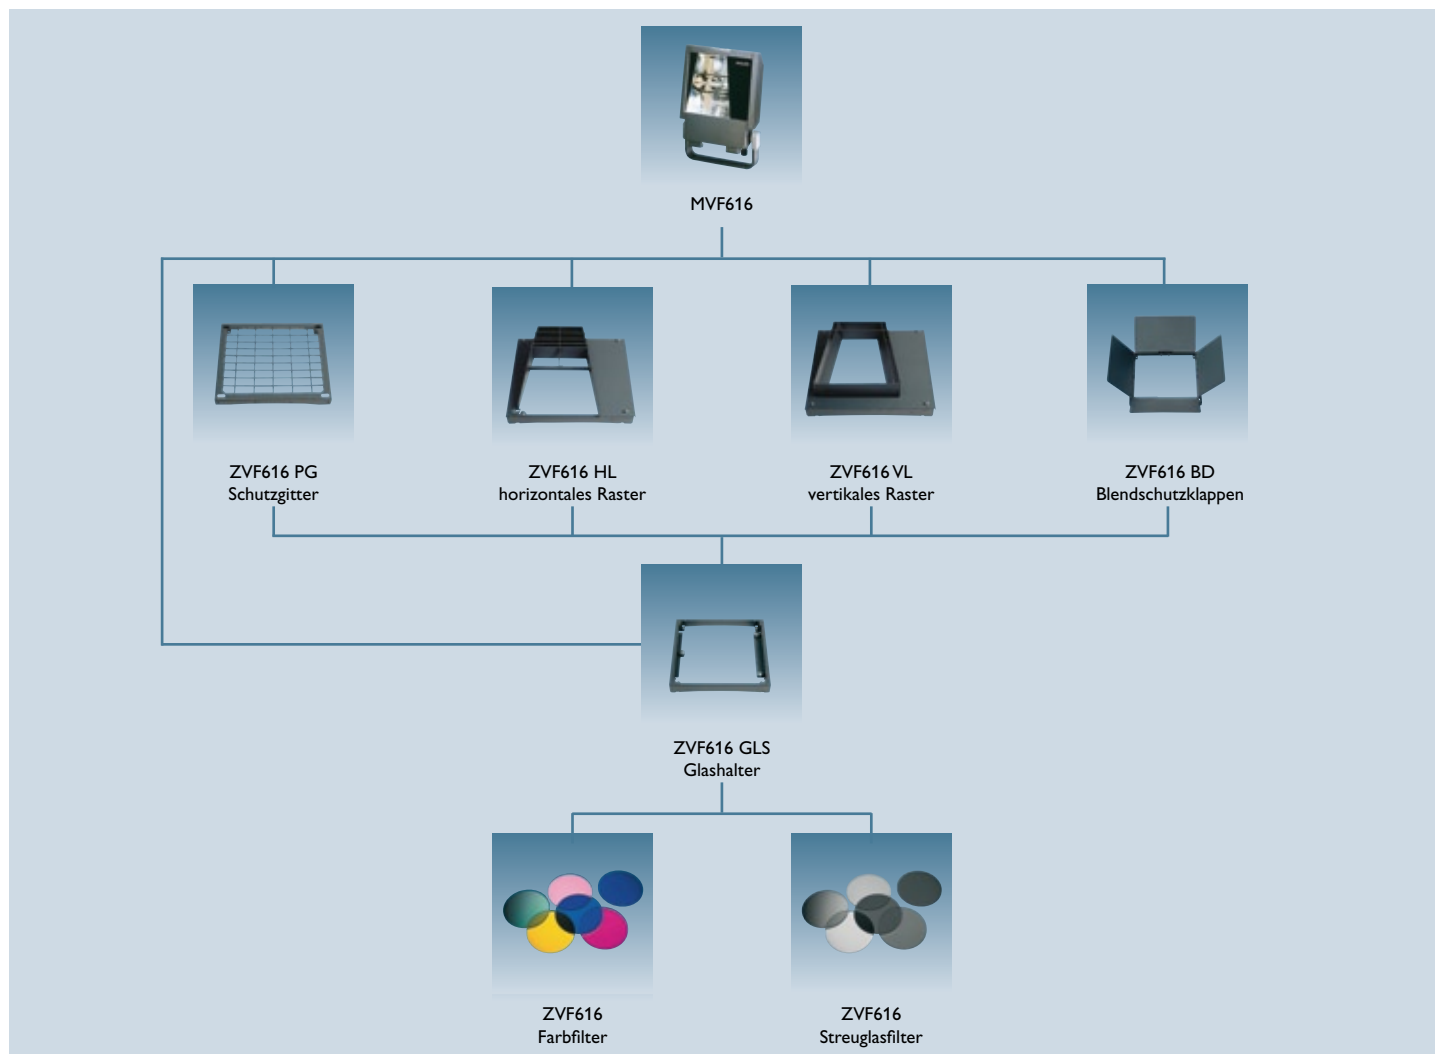 MVF616
ZVF616 PG
Schutzgitter
ZVF616 HL
horizontales Raster
ZVF616 VL
vertikales Raster
ZVF616 BD
Blendschutzklappen
ZVF616 GLS
Glashalter
ZVF616
Farbfilter
ZVF616
Streuglasfilter